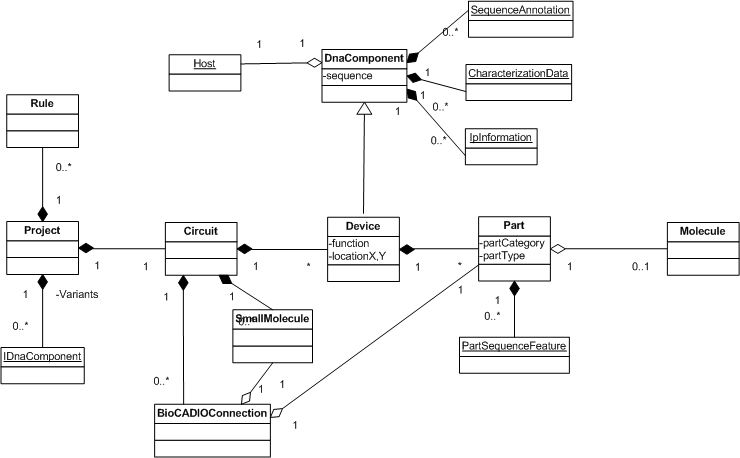 SequenceAnnotation
0..*
1
1
Host
DnaComponent
-sequence
CharacterizationData
1
1
0..*
1
IpInformation
0..*
Rule
0..*
1
Project
Circuit
Device
-function
-locationX,Y
Part
-partCategory
-partType
Molecule
1
1
1
*
1
*
1
0..1
1
-Variants
1
1
1
1
0..*
0..*
SmallMolecule
0..*
0..*
PartSequenceFeature
IDnaComponent
1
1
0..*
BioCADIOConnection
1